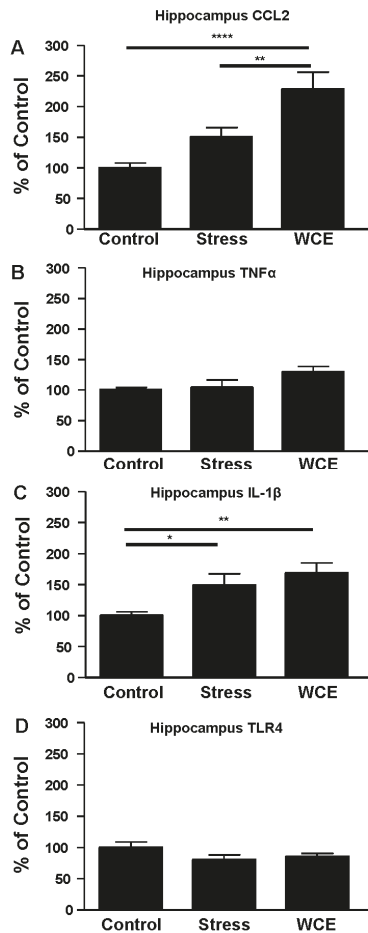 Hippocampus CCL2
A
****
**
300
250
200
150
100
50
0
% of Control
Control Stress WCE
B
Hippocampus TNFα
300
250
200
150
100
50
0
% of Control
Control Stress WCE
C
Hippocampus IL-1β
**
*
300
250
200
150
100
50
0
% of Control
Control Stress WCE
D
Hippocampus TLR4
300
250
200
150
100
50
0
% of Control
Control Stress WCE